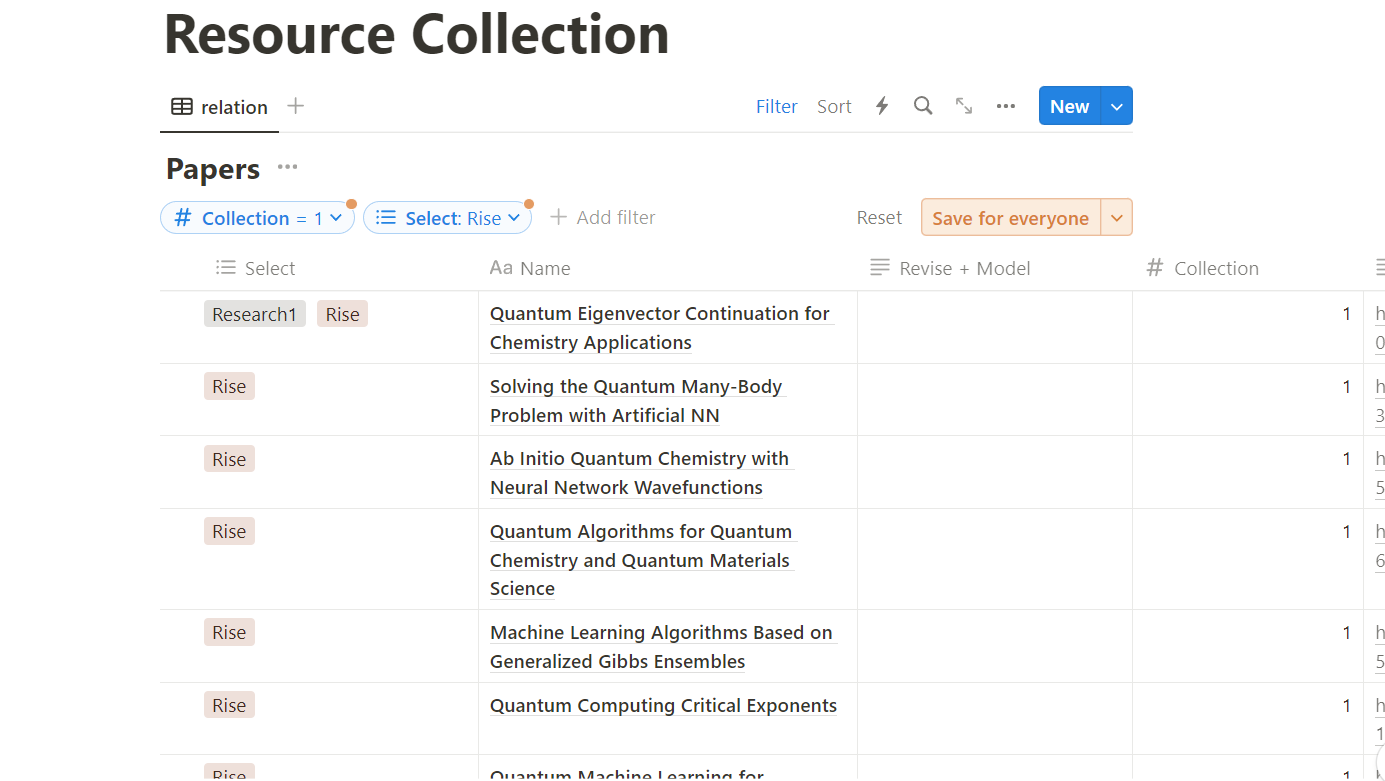 Resource Collection
relation
Filter Sort New
Papers
Collection = 1 Select: Rise Add filter Reset Save for everyone
Select Aa Name Revise + Model # Collection
Research1 Rise Quantum Eigenvector Continuation for 1 h
Chemistry Applications 0
Rise Solving the Quantum Many-Body 1 h
Problem with Artificial NN 3
Rise Ab Initio Quantum Chemistry with 1 h
Neural Network Wavefunctions 5
Rise Quantum Algorithms for Quantum 1 h
Chemistry and Quantum Materials 6
Science
Rise Machine Learning Algorithms Based on 1 h
Generalized Gibbs Ensembles 5
Rise Quantum Computing Critical Exponents 1 h
1
Rise Quantum Machine Learning for 1 h